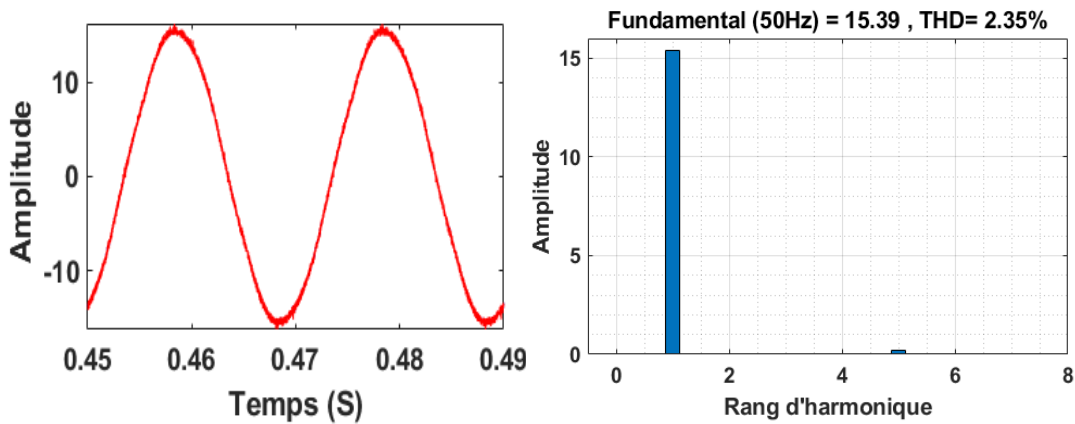 Amplitude
10
0
-10
0.45 0.46 0.47 0.48 0.49
Temps (S)
Fundamental (50Hz) = 15.39 , THD= 2.35%
Amplitude
15
10
5
0
0 2 4 6 8
Rang d'harmonique